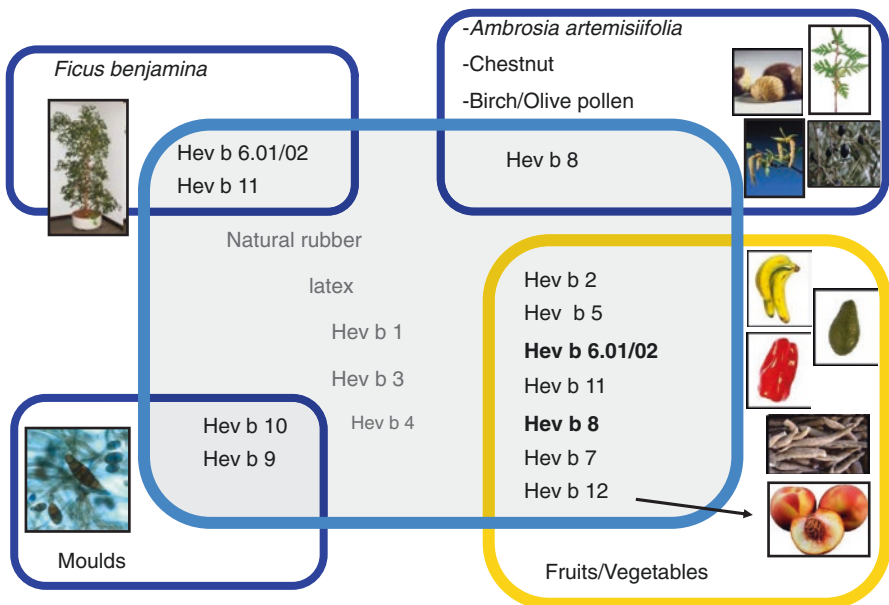 Ficus benjamina
Hev b 6.01/02
Hev b 11
-Ambrosia artemisiifolia
-Chestnut
-Birch/Olive pollen
Hev b 8
Natural rubber
latex
Hev b 1
Hev b 3
Hev b 4
Hev b 2
Hev b 5
Hev b 6.01/02
Hev b 11
Hev b 8
Hev b 7
Hev b 12
Fruits/Vegetables
Hev b 10
Hev b 9
Moulds